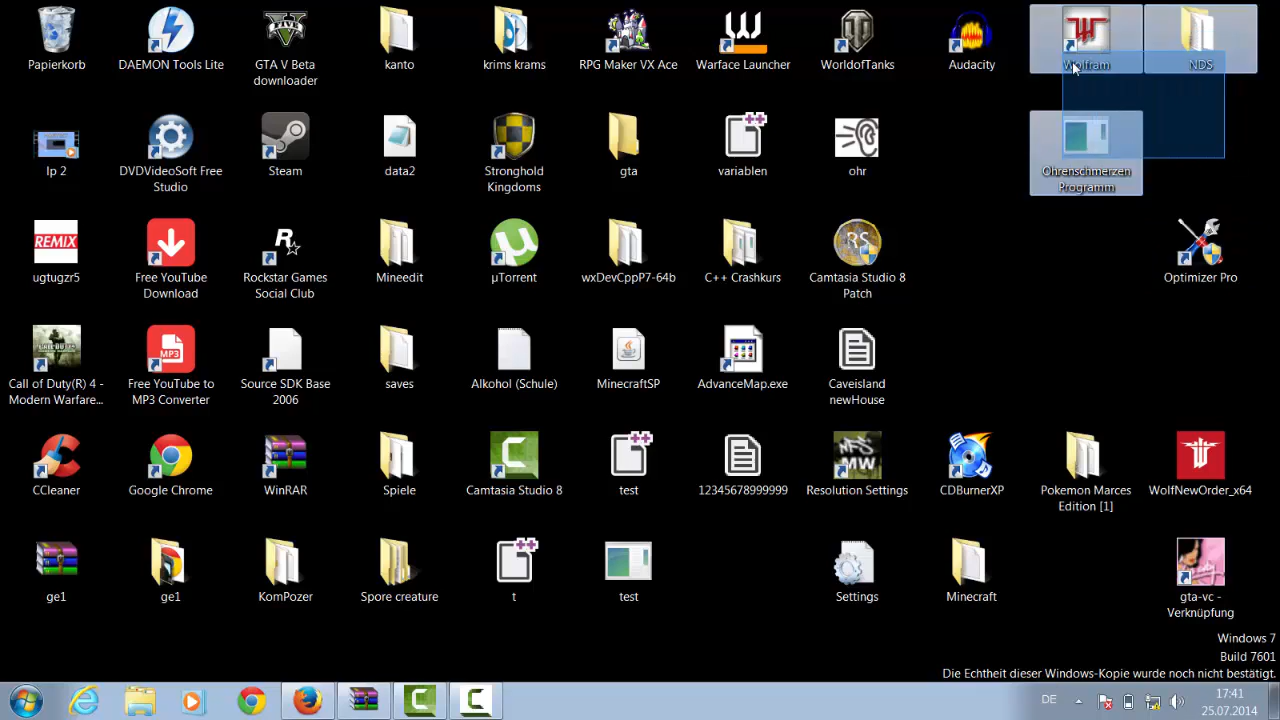 Papierkorb
DAEMON Tools Lite
GTA V Beta
downloader
kanto
krims krams
RPG Maker VX Ace
Warface Launcher
WorldofTanks
Audacity
Wolfram
NDS
lp 2
DVDVideoSoft Free
Studio
Steam
data2
Stronghold
Kingdoms
gta
variablen
ohr
Ohrenschmerzen
Programm
REMIX
ugtugzr5
Free YouTube
Download
Rockstar Games
Social Club
Mineedit
µTorrent
wxDevCppP7-64b
C++ Crashkurs
Camtasia Studio 8
Patch
Optimizer Pro
Call of Duty(R) 4 -
Modern Warfare...
MP3
Free YouTube to
MP3 Converter
Source SDK Base
2006
saves
Alkohol (Schule)
MinecraftSP
AdvanceMap.exe
Caveisland
newHouse
CCleaner
Google Chrome
WinRAR
Spiele
Camtasia Studio 8
test
12345678999999
Resolution Settings
CDBurnerXP
Pokemon Marces
Edition [1]
WolfNewOrder_x64
ge1
ge1
KomPozer
Spore creature
t
test
Settings
Minecraft
gta-vc -
Verknüpfung
Windows 7
Build 7601
Die Echtheit dieser Windows-Kopie wurde noch nicht bestätigt.
DE
17:41
25.07.2014